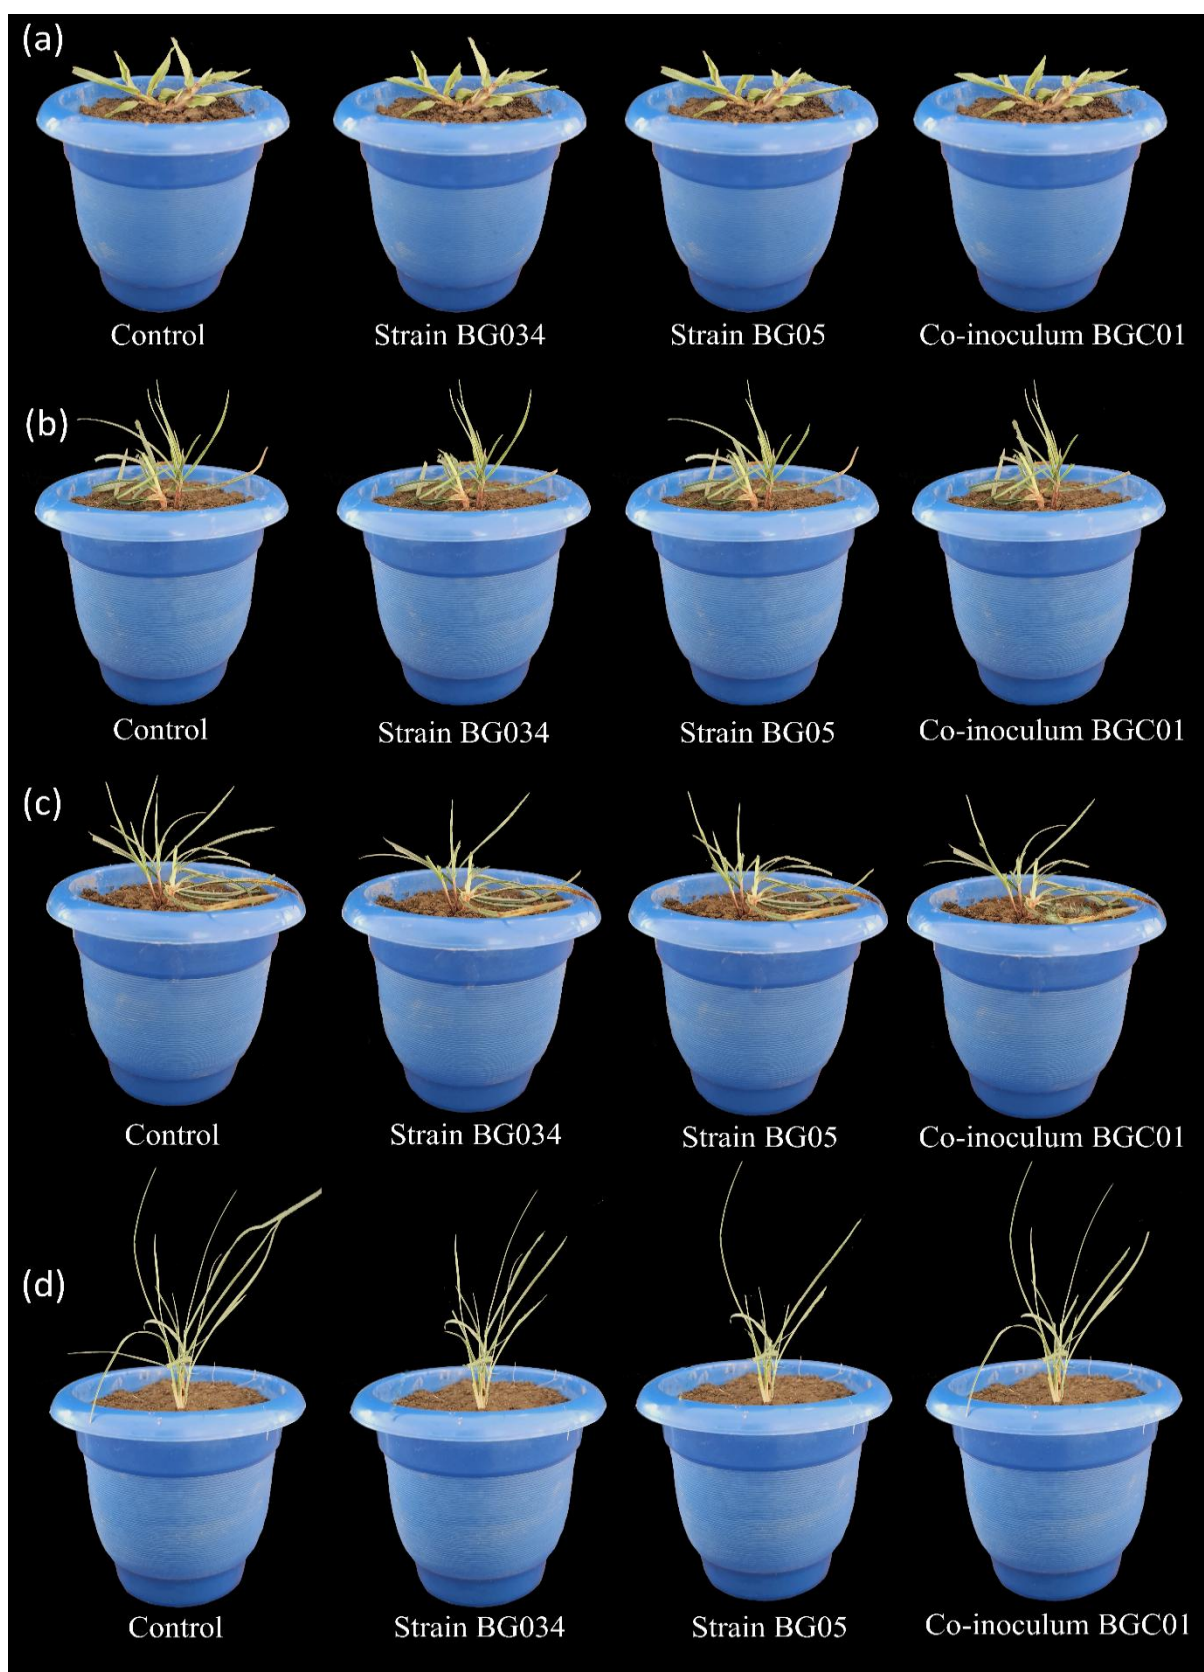 (a)
Control
Strain BG034
Strain BG05
Co-inoculum BGC01
(b)
Control
Strain BG034
Strain BG05
Co-inoculum BGC01
(c)
Control
Strain BG034
Strain BG05
Co-inoculum BGC01
(d)
Control
Strain BG034
Strain BG05
Co-inoculum BGC01